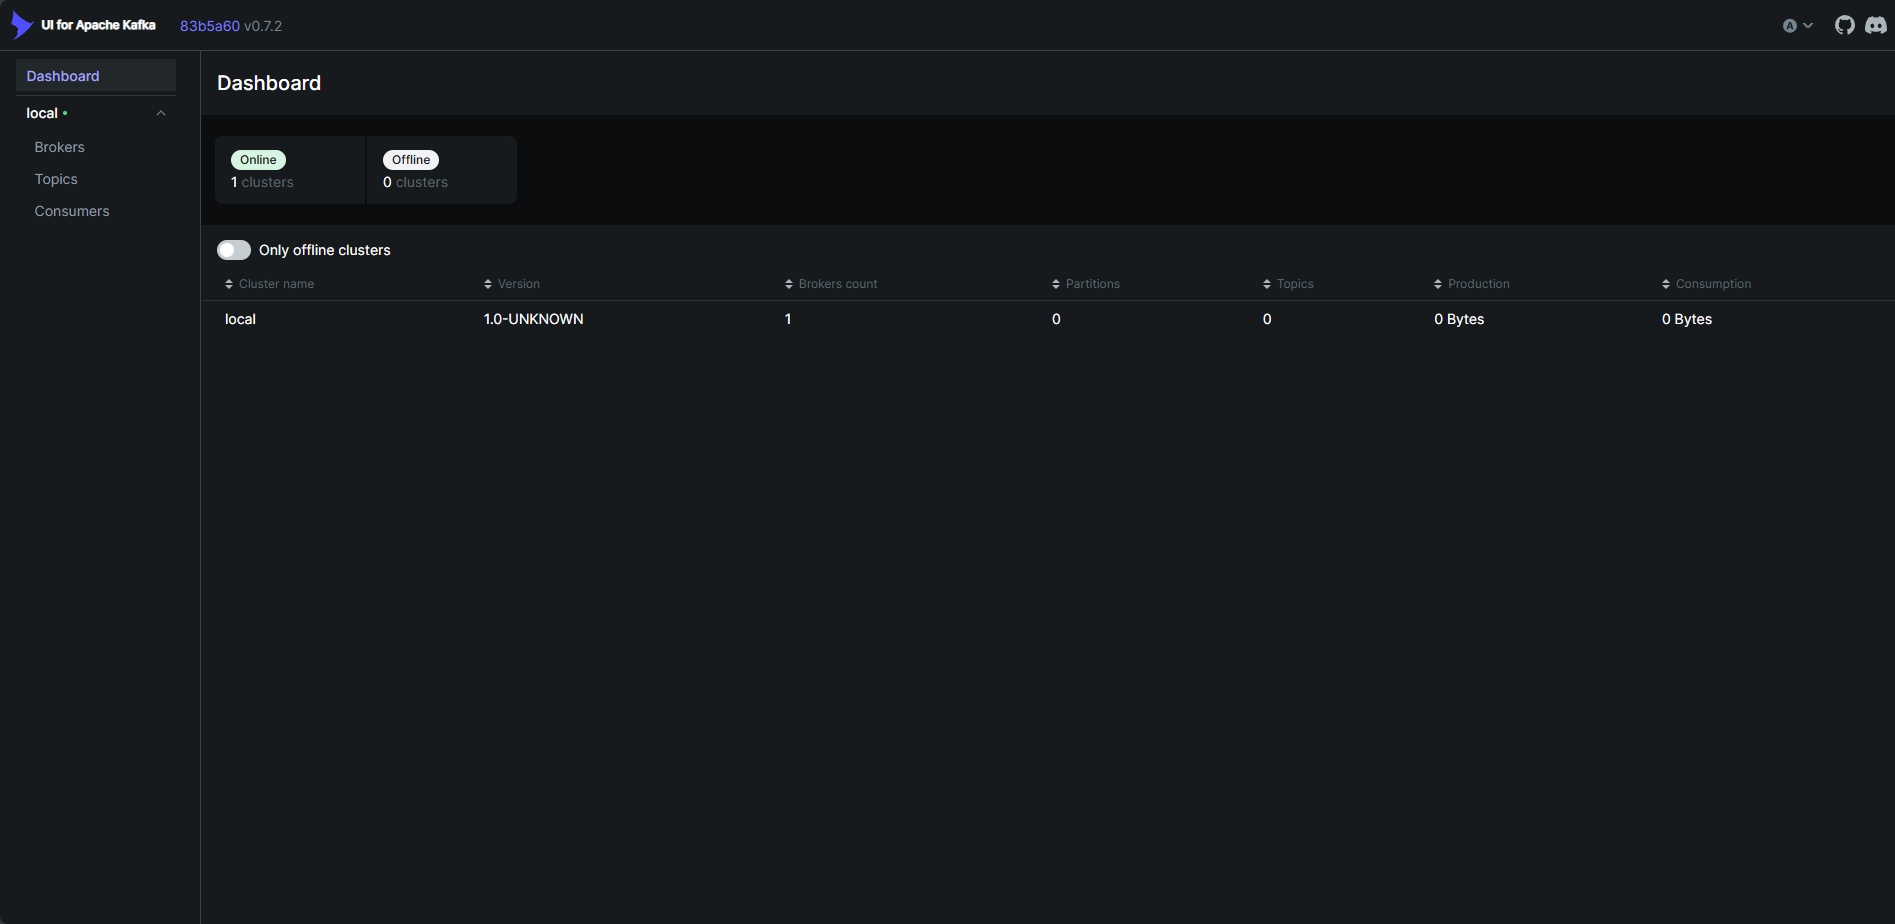 UI for Apache Kafka 83b5a60 v0.7.2
A
Dashboard
local
Brokers
Topics
Consumers
Dashboard
Online
1 clusters
Offline
0 clusters
Only offline clusters
Cluster name Version Brokers count Partitions Topics Production Consumption
local 1.0-UNKNOWN 1 0 0 0 Bytes 0 Bytes